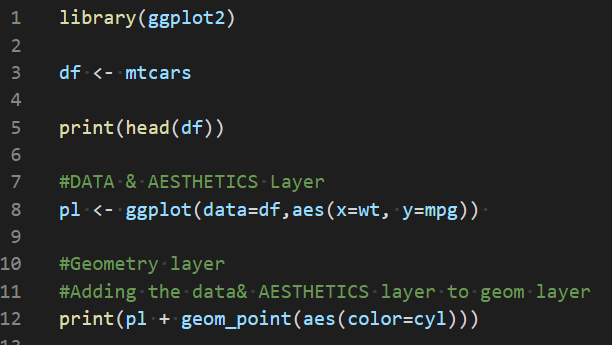 1 library(ggplot2)
2
3 df <- mtcars
4
5 print(head(df))
6
7 #DATA & AESTHETICS Layer
8 pl <- ggplot(data=df,aes(x=wt, y=mpg))
9
10 #Geometry layer
11 #Adding the data& AESTHETICS layer to geom layer
12 print(pl + geom_point(aes(color=cyl)))